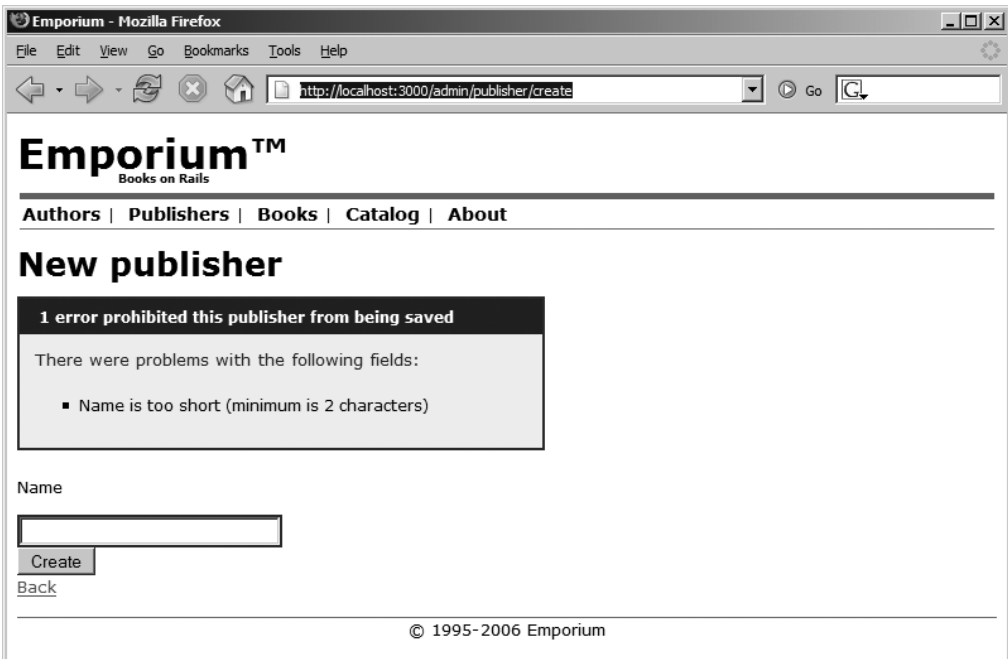 Emporium - Mozilla Firefox
File Edit View Go Bookmarks Tools Help
http://localhost:3000/admin/publisher/create Go G
Emporium™
Books on Rails
Authors | Publishers | Books | Catalog | About
New publisher
1 error prohibited this publisher from being saved
There were problems with the following fields:
Name is too short (minimum is 2 characters)
Name
Create
Back
© 1995-2006 Emporium